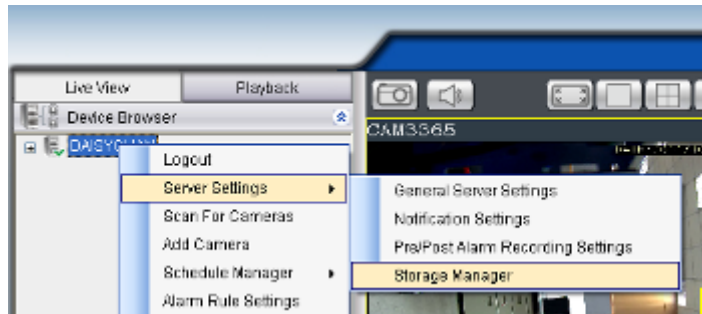 Live View
Playback
Device Browser
CAM3365
Logout
Server Settings
General Server Settings
Scan For Cameras
Notification Settings
Add Camera
Pre/Post Alarm Recording Settings
Schedule Manager
Storage Manager
Alarm Rule Settings